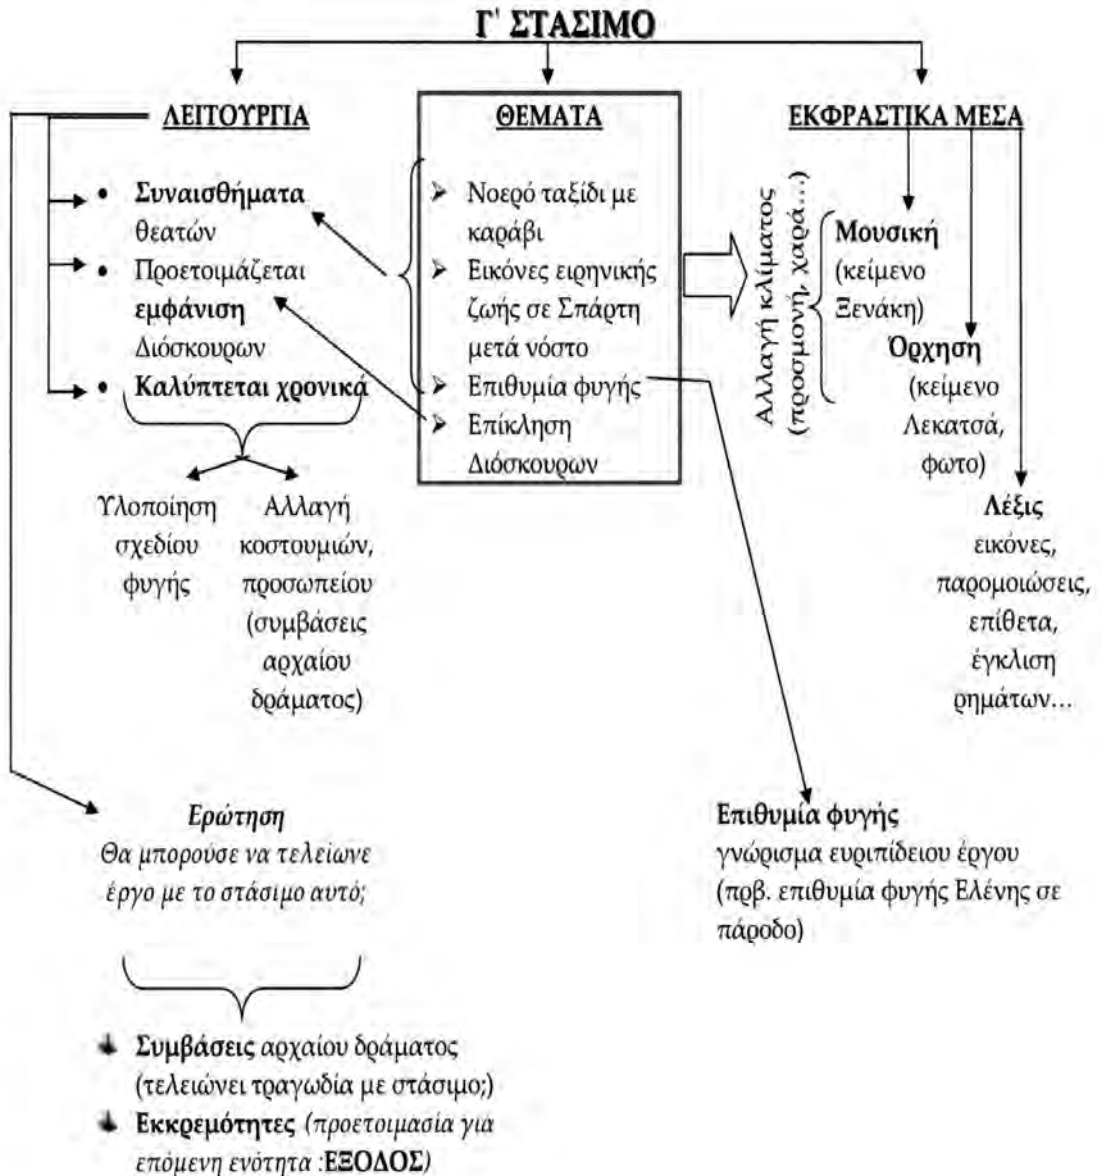 Γ' ΣΤΑΣΙΜΟ
ΛΕΙΤΟΥΡΓΙΑ
Συναισθήματα
θεατών
Προετοιμάζεται
εμφάνιση
Διόσκουρων
Καλύπτεται χρονικά
Υλοποίηση
σχεδίου
φυγής
Αλλαγή
κοστουμιών,
προσωπείου
(συμβάσεις
αρχαίου
δράματος)
ΘΕΜΑΤΑ
Νοερό ταξίδι με
καράβι
Εικόνες ειρηνικής
ζωής σε Σπάρτη
μετά νόστο
Επιθυμία φυγής
Επίκληση
Διόσκουρων
Αλλαγή κλίματος
(προσμονή, χαρά...)
ΕΚΦΡΑΣΤΙΚΑ ΜΕΣΑ
Μουσική
(κείμενο
Ξενάκη)
Όρχηση
(κείμενο
Λεκατσά,
φωτο)
Λέξις
εικόνες,
παρομοιώσεις,
επίθετα,
έγκλιση
ρημάτων...
Ερώτηση
Θα μπορούσε να τελείωνε
έργο με το στάσιμο αυτό;
Επιθυμία φυγής
γνώρισμα ευριπίδειου έργου
(πρβ. επιθυμία φυγής Ελένης σε
πάροδο)
Συμβάσεις αρχαίου δράματος
(τελειώνει τραγωδία με στάσιμο;)
Εκκρεμότητες (προετοιμασία για
επόμενη ενότητα :ΕΞΟΔΟΣ)